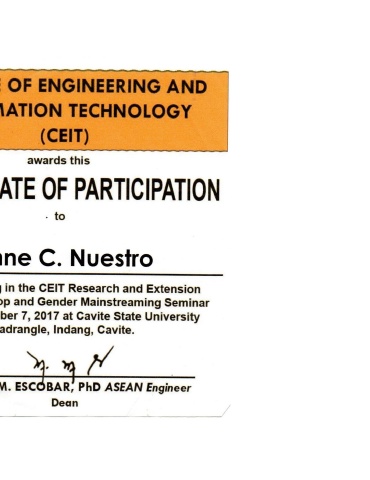 E OF ENGINEERING AND
MATION TECHNOLOGY
(CEIT)
awards this
ATE OF PARTICIPATION
to
nne C. Nuestro
g in the CEIT Research and Extension
op and Gender Mainstreaming Seminar
ber 7, 2017 at Cavite State University
adrangle, Indang, Cavite.
M. ESCOBAR, PhD ASEAN Engineer
Dean